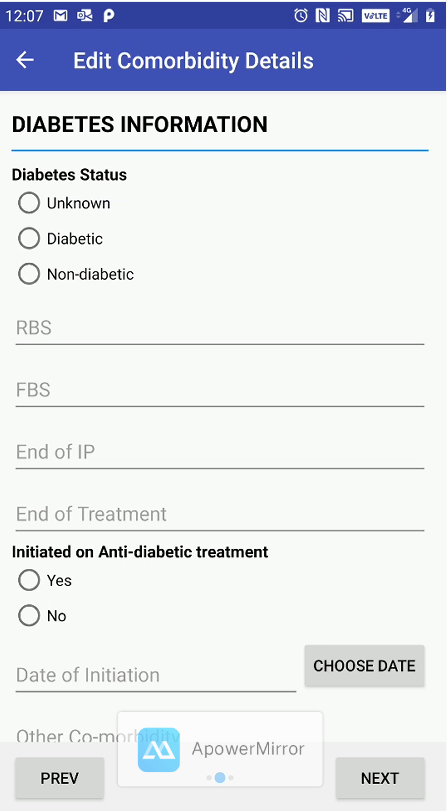 12:07
VoLTE 4G
Edit Comorbidity Details
DIABETES INFORMATION
Diabetes Status
Unknown
Diabetic
Non-diabetic
RBS
FBS
End of IP
End of Treatment
Initiated on Anti-diabetic treatment
Yes
No
Date of Initiation
CHOOSE DATE
Other Co-morbidity
ApowerMirror
PREV
NEXT